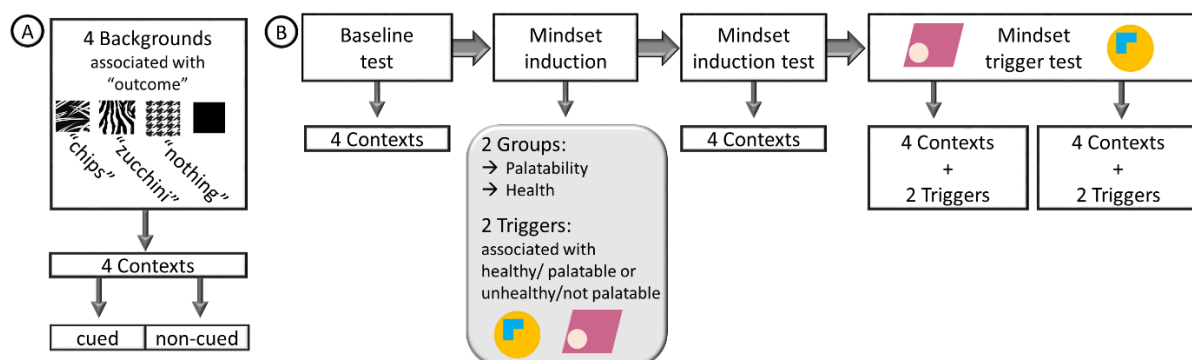 A
4 Backgrounds
associated with
"outcome"
"chips"
"zucchini"
"nothing"
4 Contexts
cued
non-cued
B
Baseline
test
4 Contexts
Mindset
induction
2 Groups:
→ Palatability
→ Health
2 Triggers:
associated with
healthy/ palatable or
unhealthy/not palatable
Mindset
induction test
4 Contexts
Mindset
trigger test
4 Contexts
+
2 Triggers
4 Contexts
+
2 Triggers